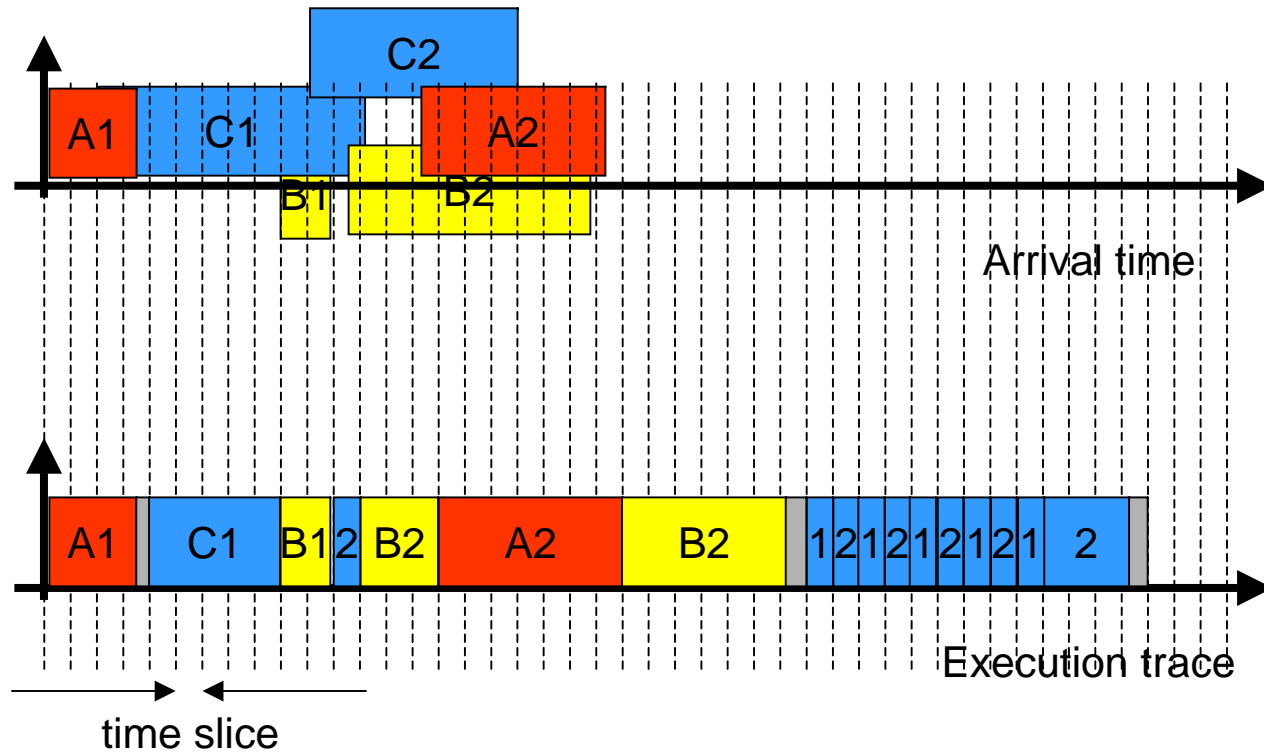 C2
A1 C1 A2
B1 B2
Arrival time
A1 C1 B1 2 B2 A2 B2 1 2 1 2 1 2 1 2 1 2
Execution trace
time slice